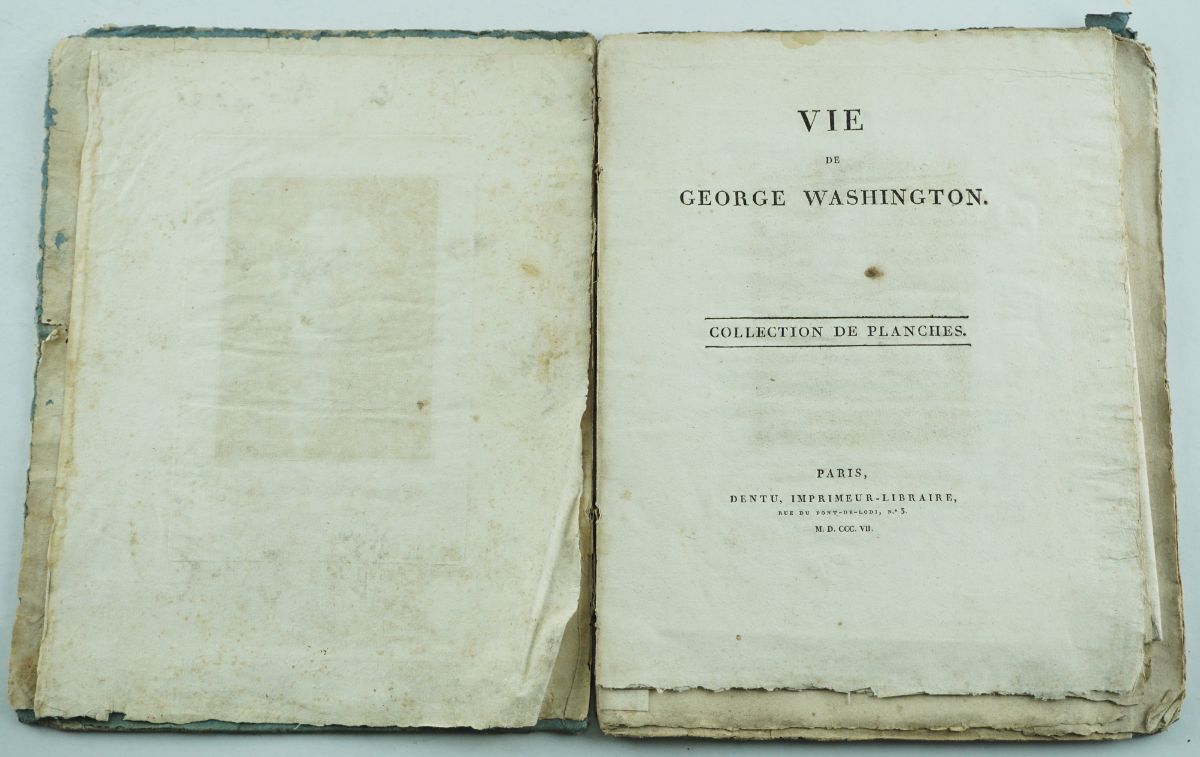 VIE
DE
GEORGE WASHINGTON.
COLLECTION DE PLANCHES.
PARIS,
DENTU, IMPRIMEUR-LIBRAIRE,
RUE DU PONT-DE-LODI, N.º 3.
M. D. CCC. VII.